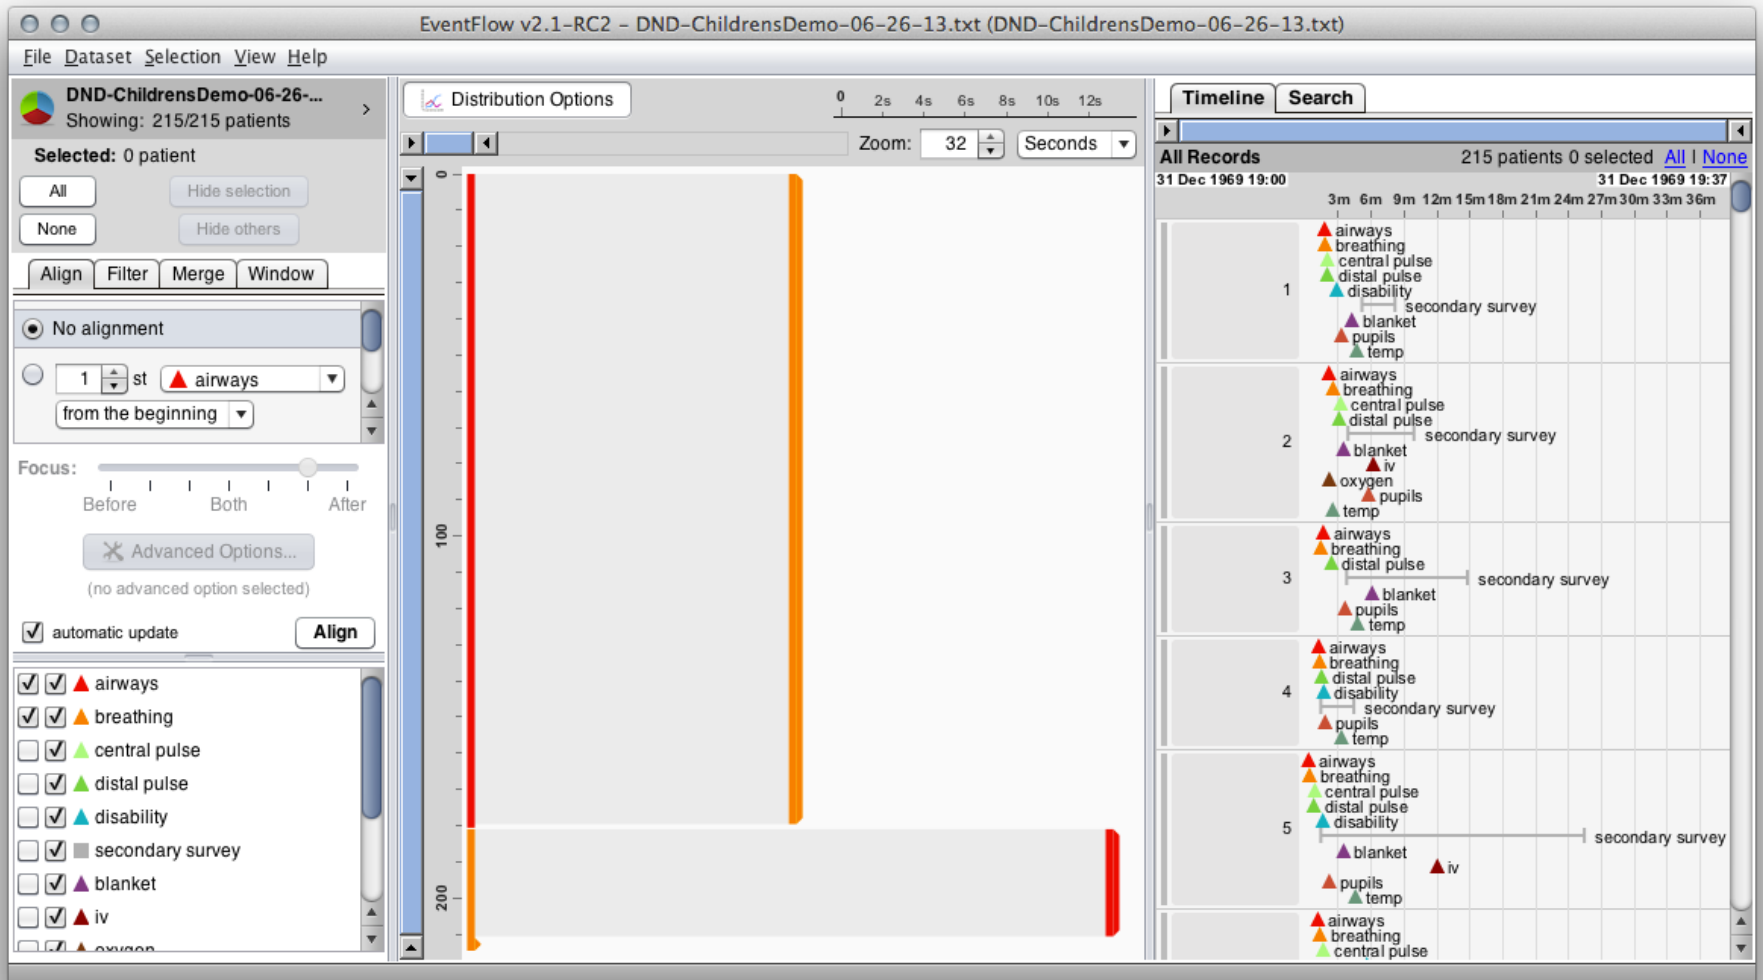 EventFlow v2.1-RC2 – DND-ChildrensDemo-06-26-13.txt (DND-ChildrensDemo-06-26-13.txt)
File Dataset Selection View Help
DND-ChildrensDemo-06-26-...
Showing: 215/215 patients
Selected: 0 patient
All
Hide selection
None
Hide others
Align Filter Merge Window
No alignment
1 st airways
from the beginning
Focus:
Before Both After
Advanced Options...
(no advanced option selected)
automatic update
Align
airways
breathing
central pulse
distal pulse
disability
secondary survey
blanket
iv
oxygen
Distribution Options
0 2s 4s 6s 8s 10s 12s
Zoom: 32 Seconds
0
100
200
Timeline Search
All Records 215 patients 0 selected All | None
31 Dec 1969 19:00 31 Dec 1969 19:37
3m 6m 9m 12m 15m 18m 21m 24m 27m 30m 33m 36m
1
airways
breathing
central pulse
distal pulse
disability
secondary survey
blanket
pupils
temp
2
airways
breathing
central pulse
distal pulse
secondary survey
blanket
iv
oxygen
pupils
temp
3
airways
breathing
distal pulse
secondary survey
blanket
pupils
temp
4
airways
breathing
distal pulse
disability
secondary survey
pupils
temp
5
airways
breathing
central pulse
distal pulse
disability
secondary survey
blanket
iv
pupils
temp
airways
breathing
central pulse